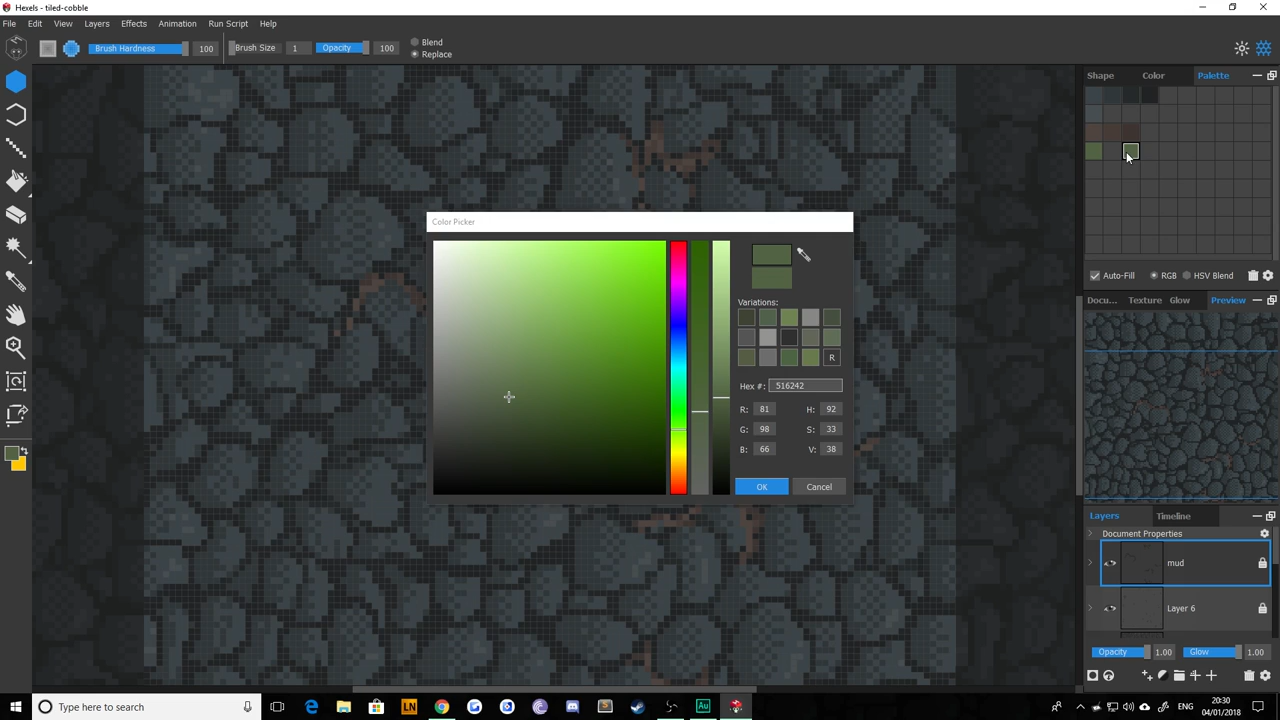 Hexels - tiled-cobble
File Edit View Layers Effects Animation Run Script Help
Brush Hardness 100 Brush Size 1 Opacity 100 Blend
Replace
Shape Color Palette
Auto-Fill RGB HSV Blend
Docu... Texture Glow Preview
Color Picker
Variations:
R
Hex #: 516242
R: 81 H: 92
G: 98 S: 33
B: 66 V: 38
OK Cancel
Layers Timeline
Document Properties
mud
Layer 6
Opacity 1.00 Glow 1.00
Type here to search
LN
Au
ENG
20:30
04/01/2018